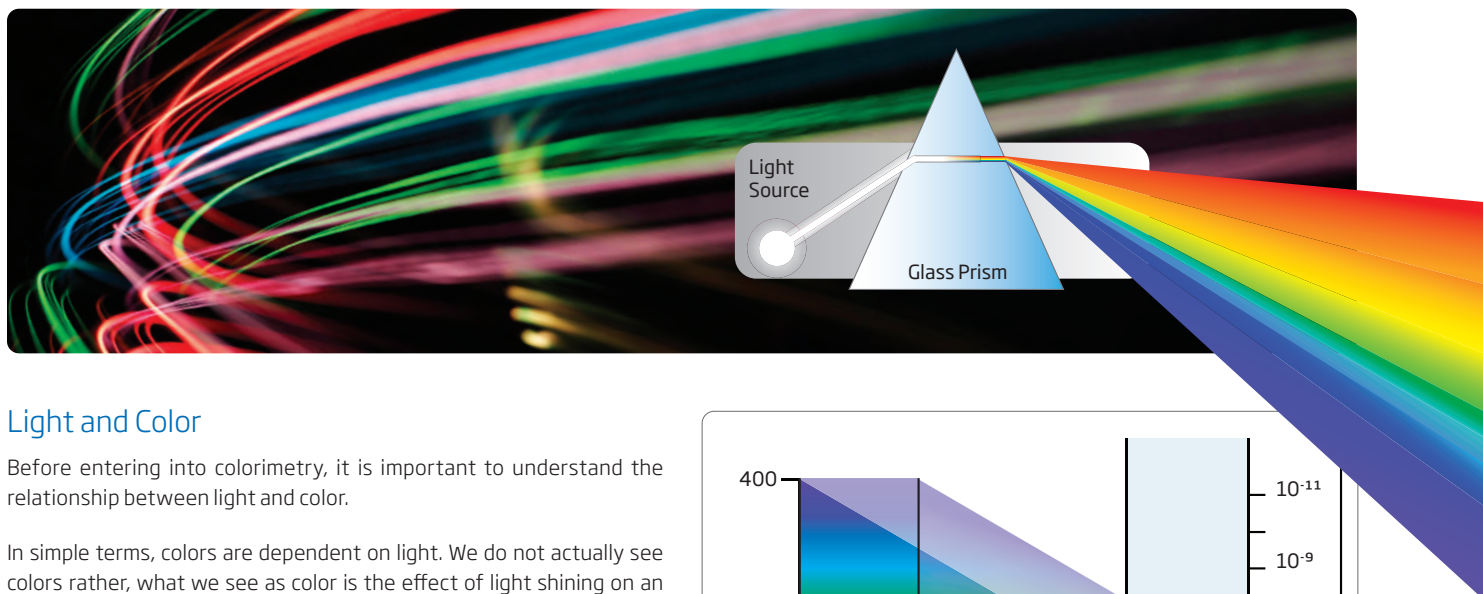 Light
Source
Glass Prism
Light and Color
Before entering into colorimetry, it is important to understand the
relationship between light and color.
In simple terms, colors are dependent on light. We do not actually see
colors rather, what we see as color is the effect of light shining on an
400
10⁻¹¹
10⁻⁹